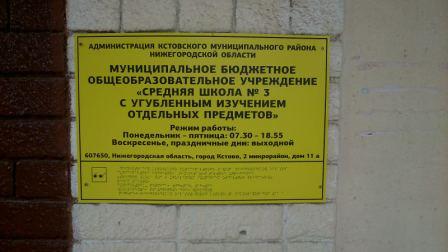 АДМИНИСТРАЦИЯ КСТОВСКОГО МУНИЦИПАЛЬНОГО РАЙОНА
НИЖЕГОРОДСКОЙ ОБЛАСТИ
МУНИЦИПАЛЬНОЕ БЮДЖЕТНОЕ
ОБЩЕОБРАЗОВАТЕЛЬНОЕ УЧРЕЖДЕНИЕ
«СРЕДНЯЯ ШКОЛА № 3
С УГУБЛЕННЫМ ИЗУЧЕНИЕМ
ОТДЕЛЬНЫХ ПРЕДМЕТОВ»
Режим работы:
Понедельник – пятница: 07.30 – 18.55
Воскресенье, праздничные дни: выходной
607650, Нижегородская область, город Кстово, 2 микрорайон, дом 11 а